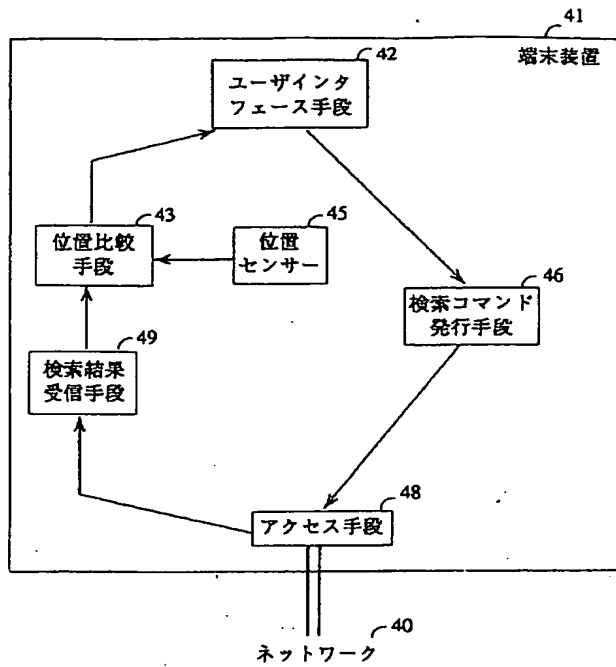 41
端末装置
42
ユーザインタ
フェース手段
43
位置比較
手段
45
位置
センサー
46
検索コマンド
発行手段
49
検索結果
受信手段
48
アクセス手段
40
ネットワーク